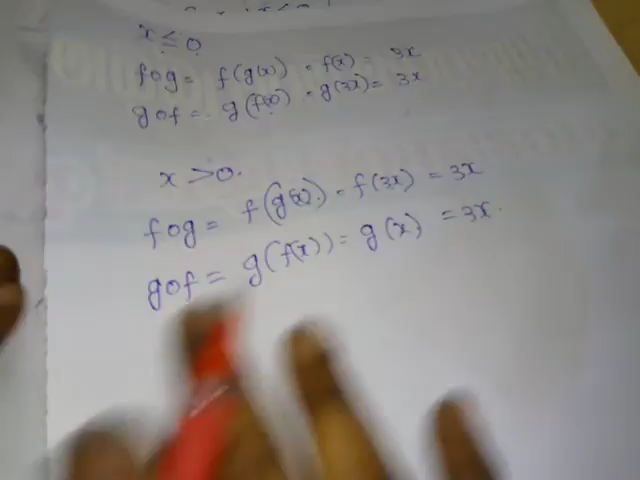 x ≤ 0
fog = f(g(x)) = f(x) = 3x
gof = g(f(x)) = g(3x) = 3x
x > 0.
fog = f(g(x)) = f(3x) = 3x
gof = g(f(x)) = g(x) = 3x.